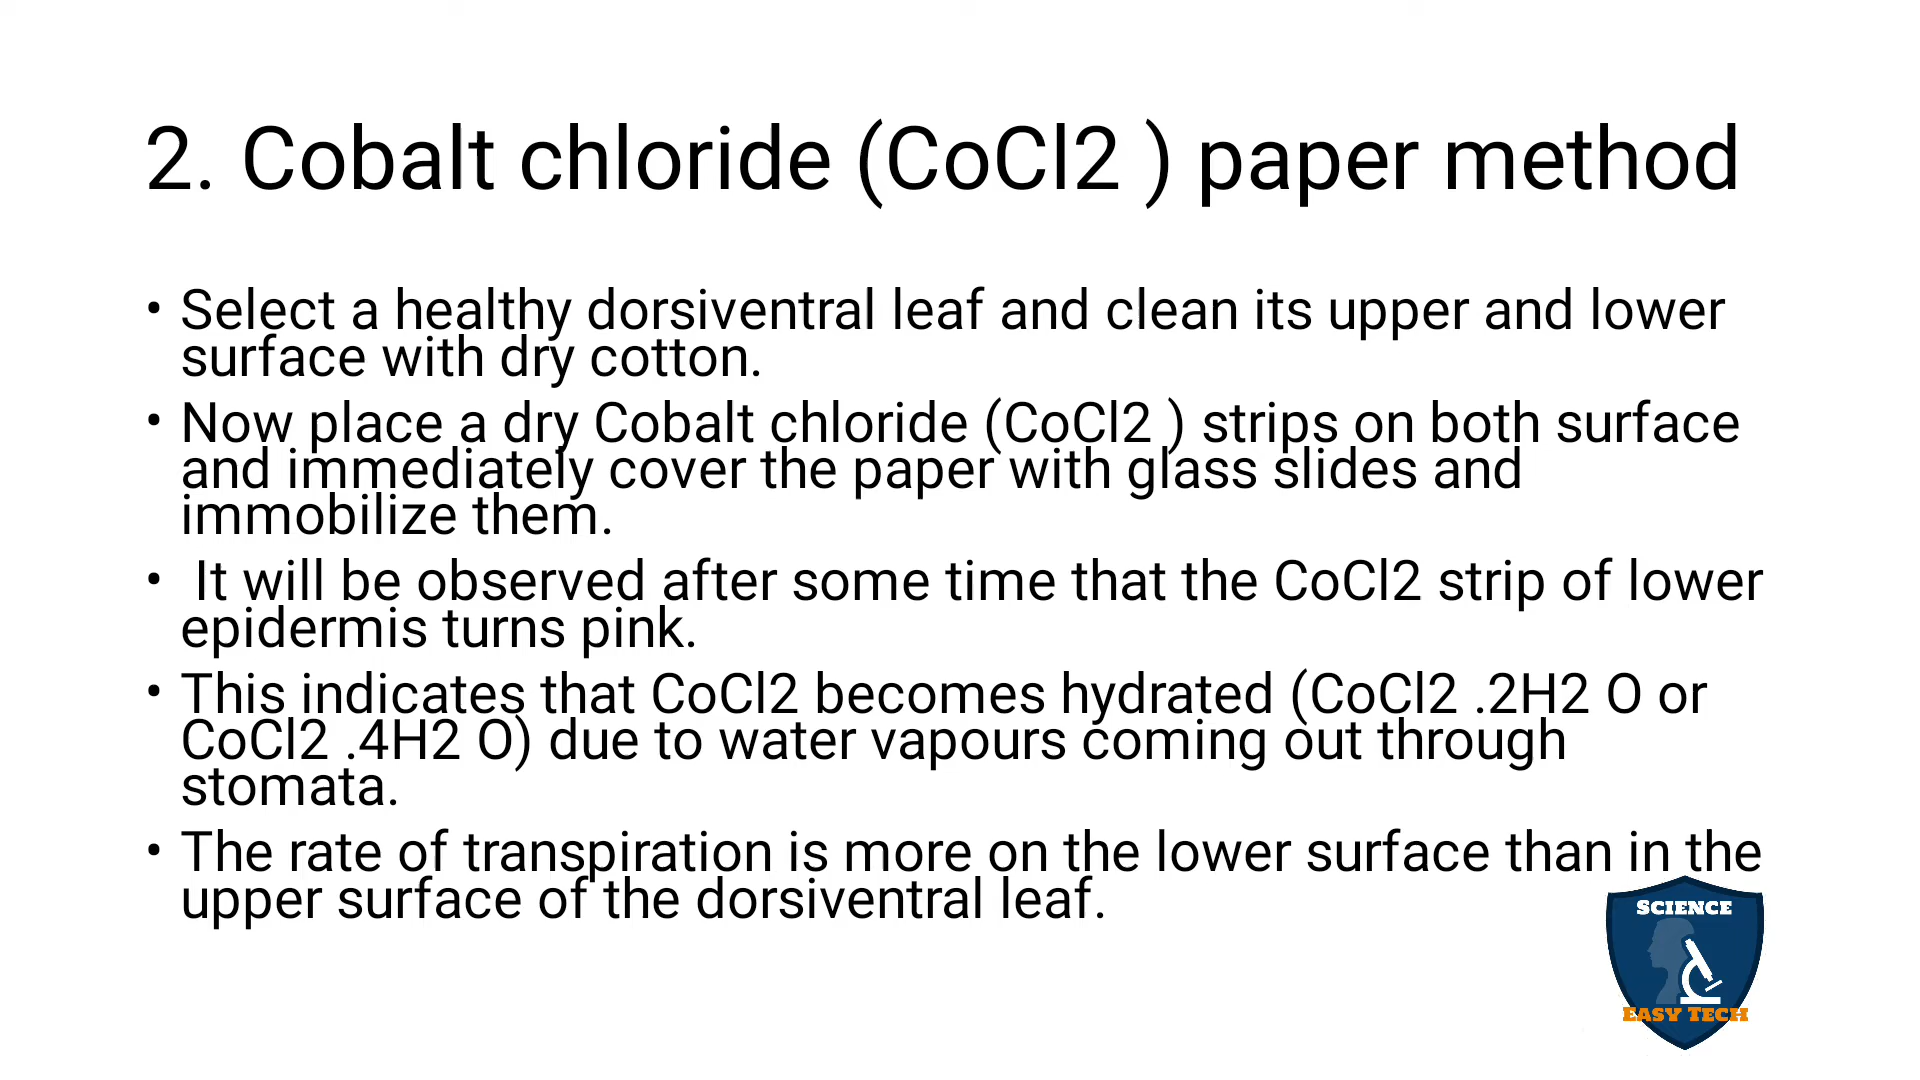 2. Cobalt chloride (CoCl2 ) paper method
• Select a healthy dorsiventral leaf and clean its upper and lower
surface with dry cotton.
• Now place a dry Cobalt chloride (CoCl2 ) strips on both surface
and immediately cover the paper with glass slides and
immobilize them.
• It will be observed after some time that the CoCl2 strip of lower
epidermis turns pink.
• This indicates that CoCl2 becomes hydrated (CoCl2 .2H2 O or
CoCl2 .4H2 O) due to water vapours coming out through
stomata.
• The rate of transpiration is more on the lower surface than in the
upper surface of the dorsiventral leaf.
SCIENCE
EASY TECH